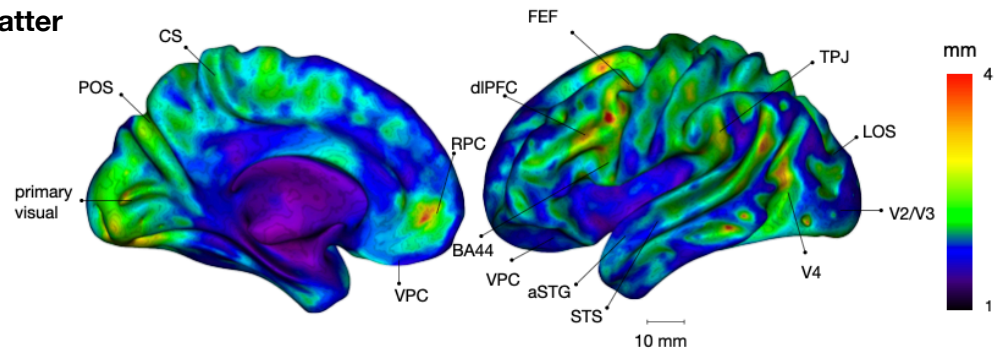 atter
CS
POS
primary
visual
RPC
VPC
FEF
dlPFC
BA44
VPC
aSTG
STS
TPJ
LOS
V2/V3
V4
10 mm
mm
4
1